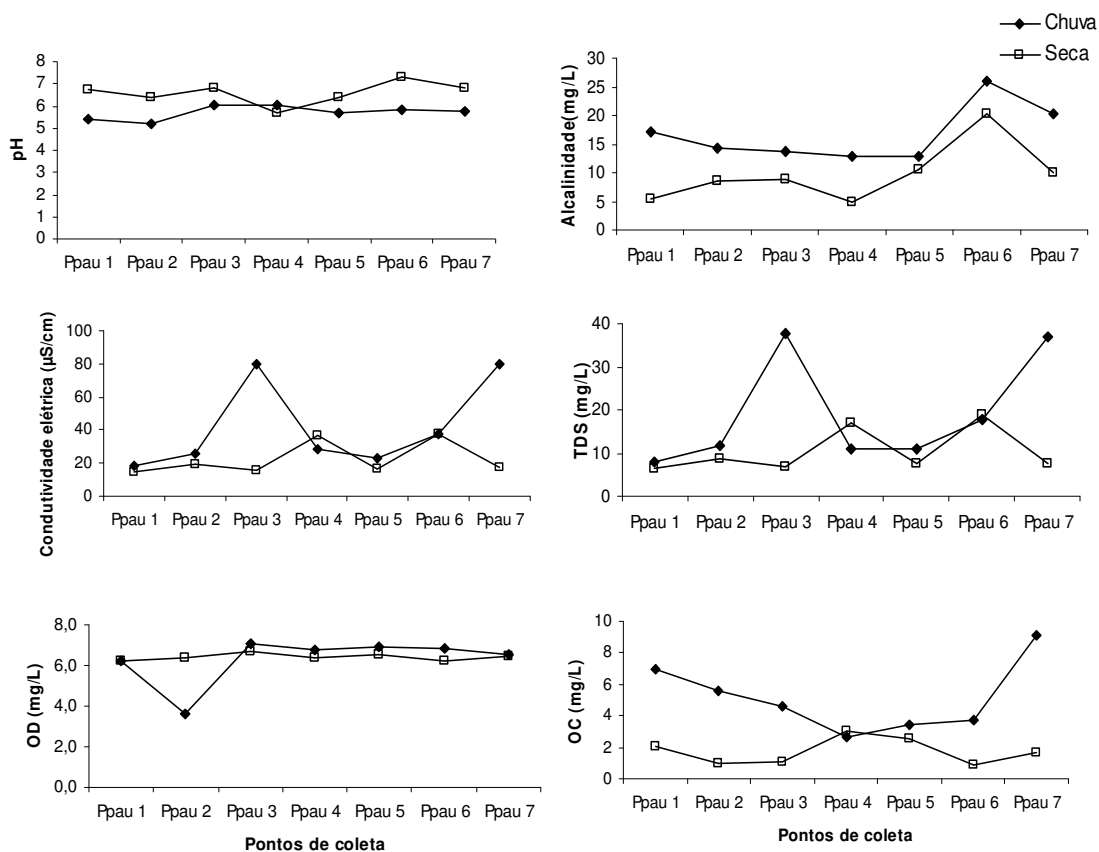 Chuva
Seca
pH
8
7
6
5
4
3
2
1
0
Ppau 1 Ppau 2 Ppau 3 Ppau 4 Ppau 5 Ppau 6 Ppau 7
Alcalinidade(mg/L)
30
25
20
15
10
5
0
Ppau 1 Ppau 2 Ppau 3 Ppau 4 Ppau 5 Ppau 6 Ppau 7
Condutividade elétrica (µS/cm)
100
80
60
40
20
0
Ppau 1 Ppau 2 Ppau 3 Ppau 4 Ppau 5 Ppau 6 Ppau 7
TDS (mg/L)
40
30
20
10
0
Ppau 1 Ppau 2 Ppau 3 Ppau 4 Ppau 5 Ppau 6 Ppau 7
OD (mg/L)
8,0
6,0
4,0
2,0
0,0
Ppau 1 Ppau 2 Ppau 3 Ppau 4 Ppau 5 Ppau 6 Ppau 7
Pontos de coleta
OC (mg/L)
10
8
6
4
2
0
Ppau 1 Ppau 2 Ppau 3 Ppau 4 Ppau 5 Ppau 6 Ppau 7
Pontos de coleta